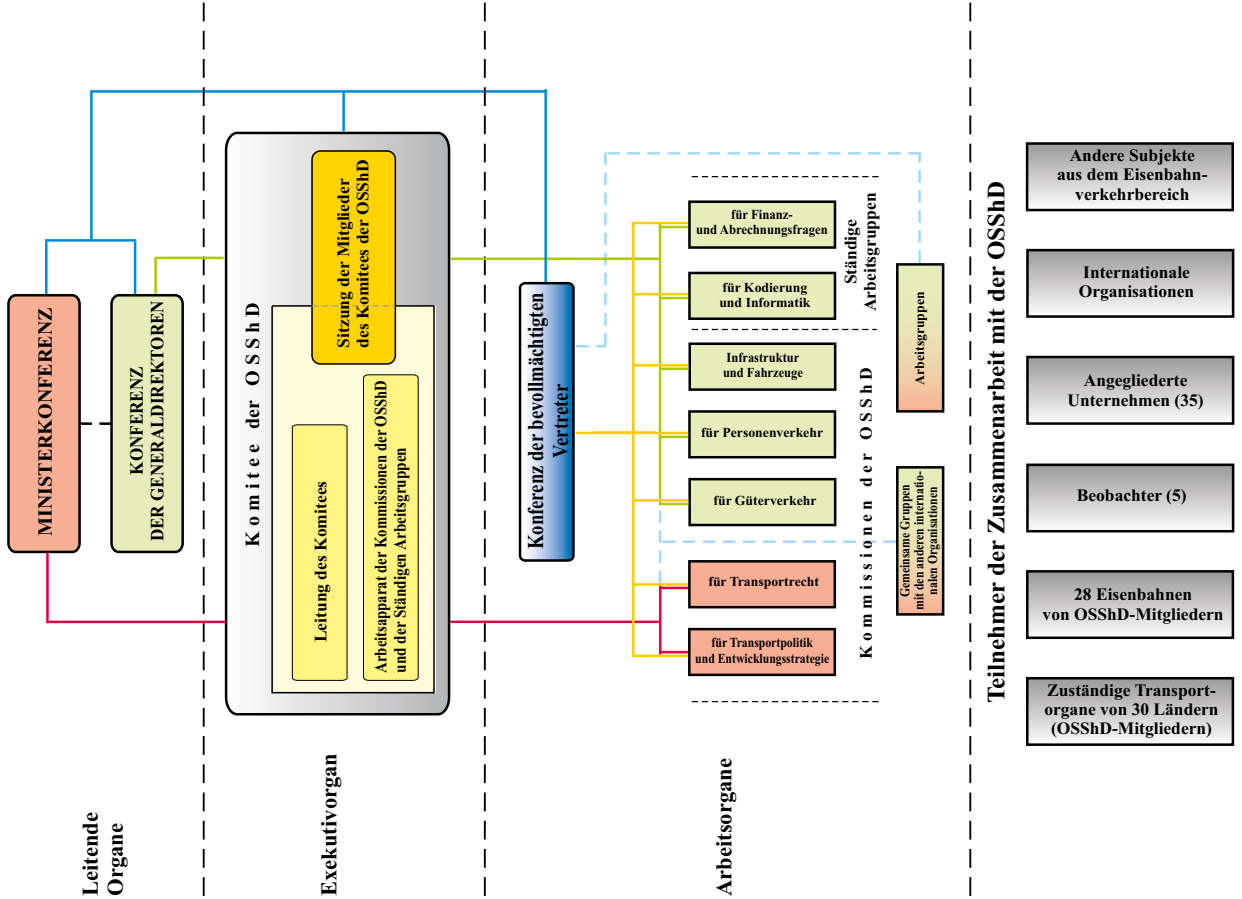 Leitende
Organe
MINISTERKONFERENZ
KONFERENZ
DER GENERALDIREKTOREN
Exekutivorgan
Komitee der OSShD
Leitung des Komitees
Arbeitsapparat der Kommissionen der OSShD
und der Ständigen Arbeitsgruppen
Sitzung der Mitglieder
des Komitees der OSShD
Arbeitsorgane
Konferenz der bevollmächtigten
Vertreter
für Transportpolitik
und Entwicklungsstrategie
für Transportrecht
für Güterverkehr
für Personenverkehr
Infrastruktur
und Fahrzeuge
für Kodierung
und Informatik
für Finanz-
und Abrechnungsfragen
Kommissionen der OSShD
Ständige
Arbeitsgruppen
Gemeinsame Gruppen
mit den anderen internatio-
nalen Organisationen
Arbeitsgruppen
Teilnehmer der Zusammenarbeit mit der OSShD
Zuständige Transport-
organe von 30 Ländern
(OSShD-Mitgliedern)
28 Eisenbahnen
von OSShD-Mitgliedern
Beobachter (5)
Angegliederte
Unternehmen (35)
Internationale
Organisationen
Andere Subjekte
aus dem Eisenbahn-
verkehrbereich